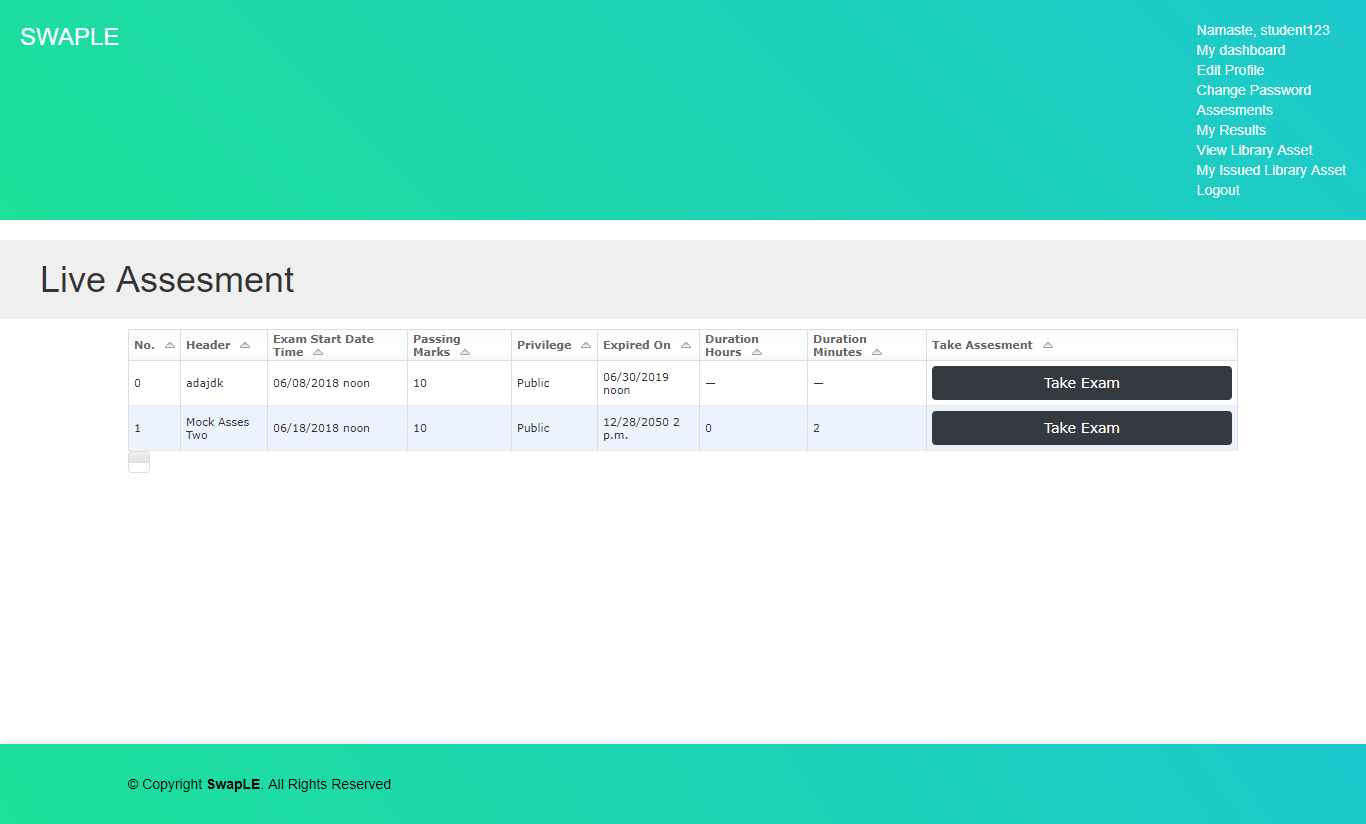 SWAPLE
Namaste, student123
My dashboard
Edit Profile
Change Password
Assesments
My Results
View Library Asset
My Issued Library Asset
Logout
Live Assesment
No. Header Exam Start Date Time Passing Marks Privilege Expired On Duration Hours Duration Minutes Take Assesment
0 adajdk 06/08/2018 noon 10 Public 06/30/2019 noon — — Take Exam
1 Mock Asses Two 06/18/2018 noon 10 Public 12/28/2050 2 p.m. 0 2 Take Exam
© Copyright SwapLE. All Rights Reserved